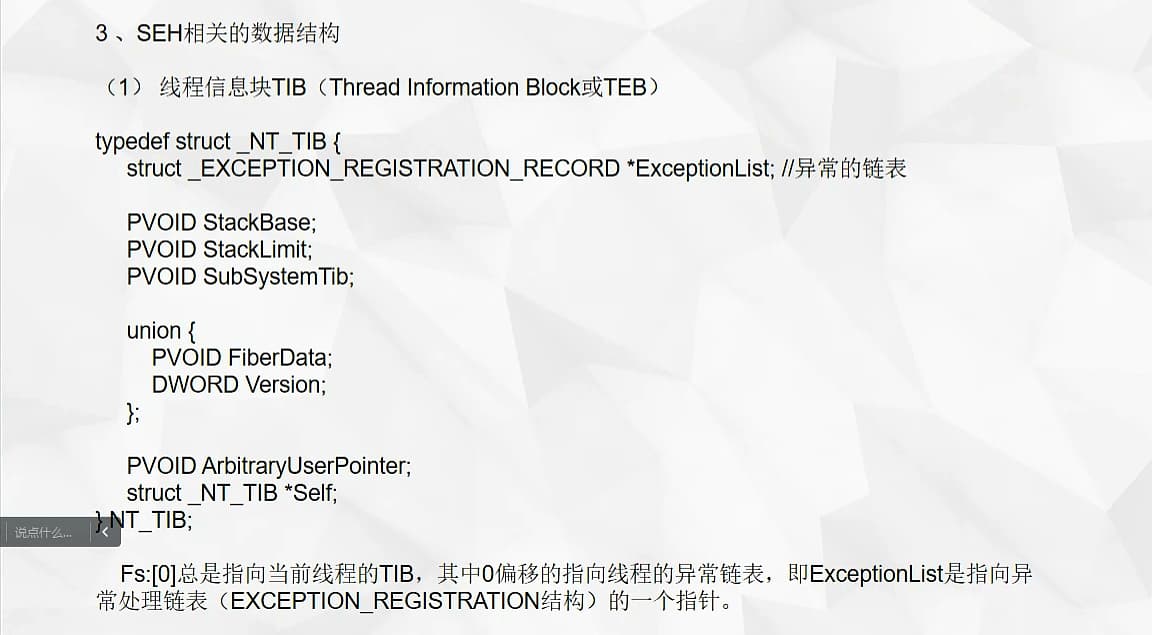 3 、SEH相关的数据结构
（1） 线程信息块TIB（Thread Information Block或TEB）
typedef struct _NT_TIB {
struct _EXCEPTION_REGISTRATION_RECORD *ExceptionList; //异常的链表
PVOID StackBase;
PVOID StackLimit;
PVOID SubSystemTib;
union {
PVOID FiberData;
DWORD Version;
};
PVOID ArbitraryUserPointer;
struct _NT_TIB *Self;
} NT_TIB;
说点什么...
Fs:[0]总是指向当前线程的TIB，其中0偏移的指向线程的异常链表，即ExceptionList是指向异
常处理链表（EXCEPTION_REGISTRATION结构）的一个指针。